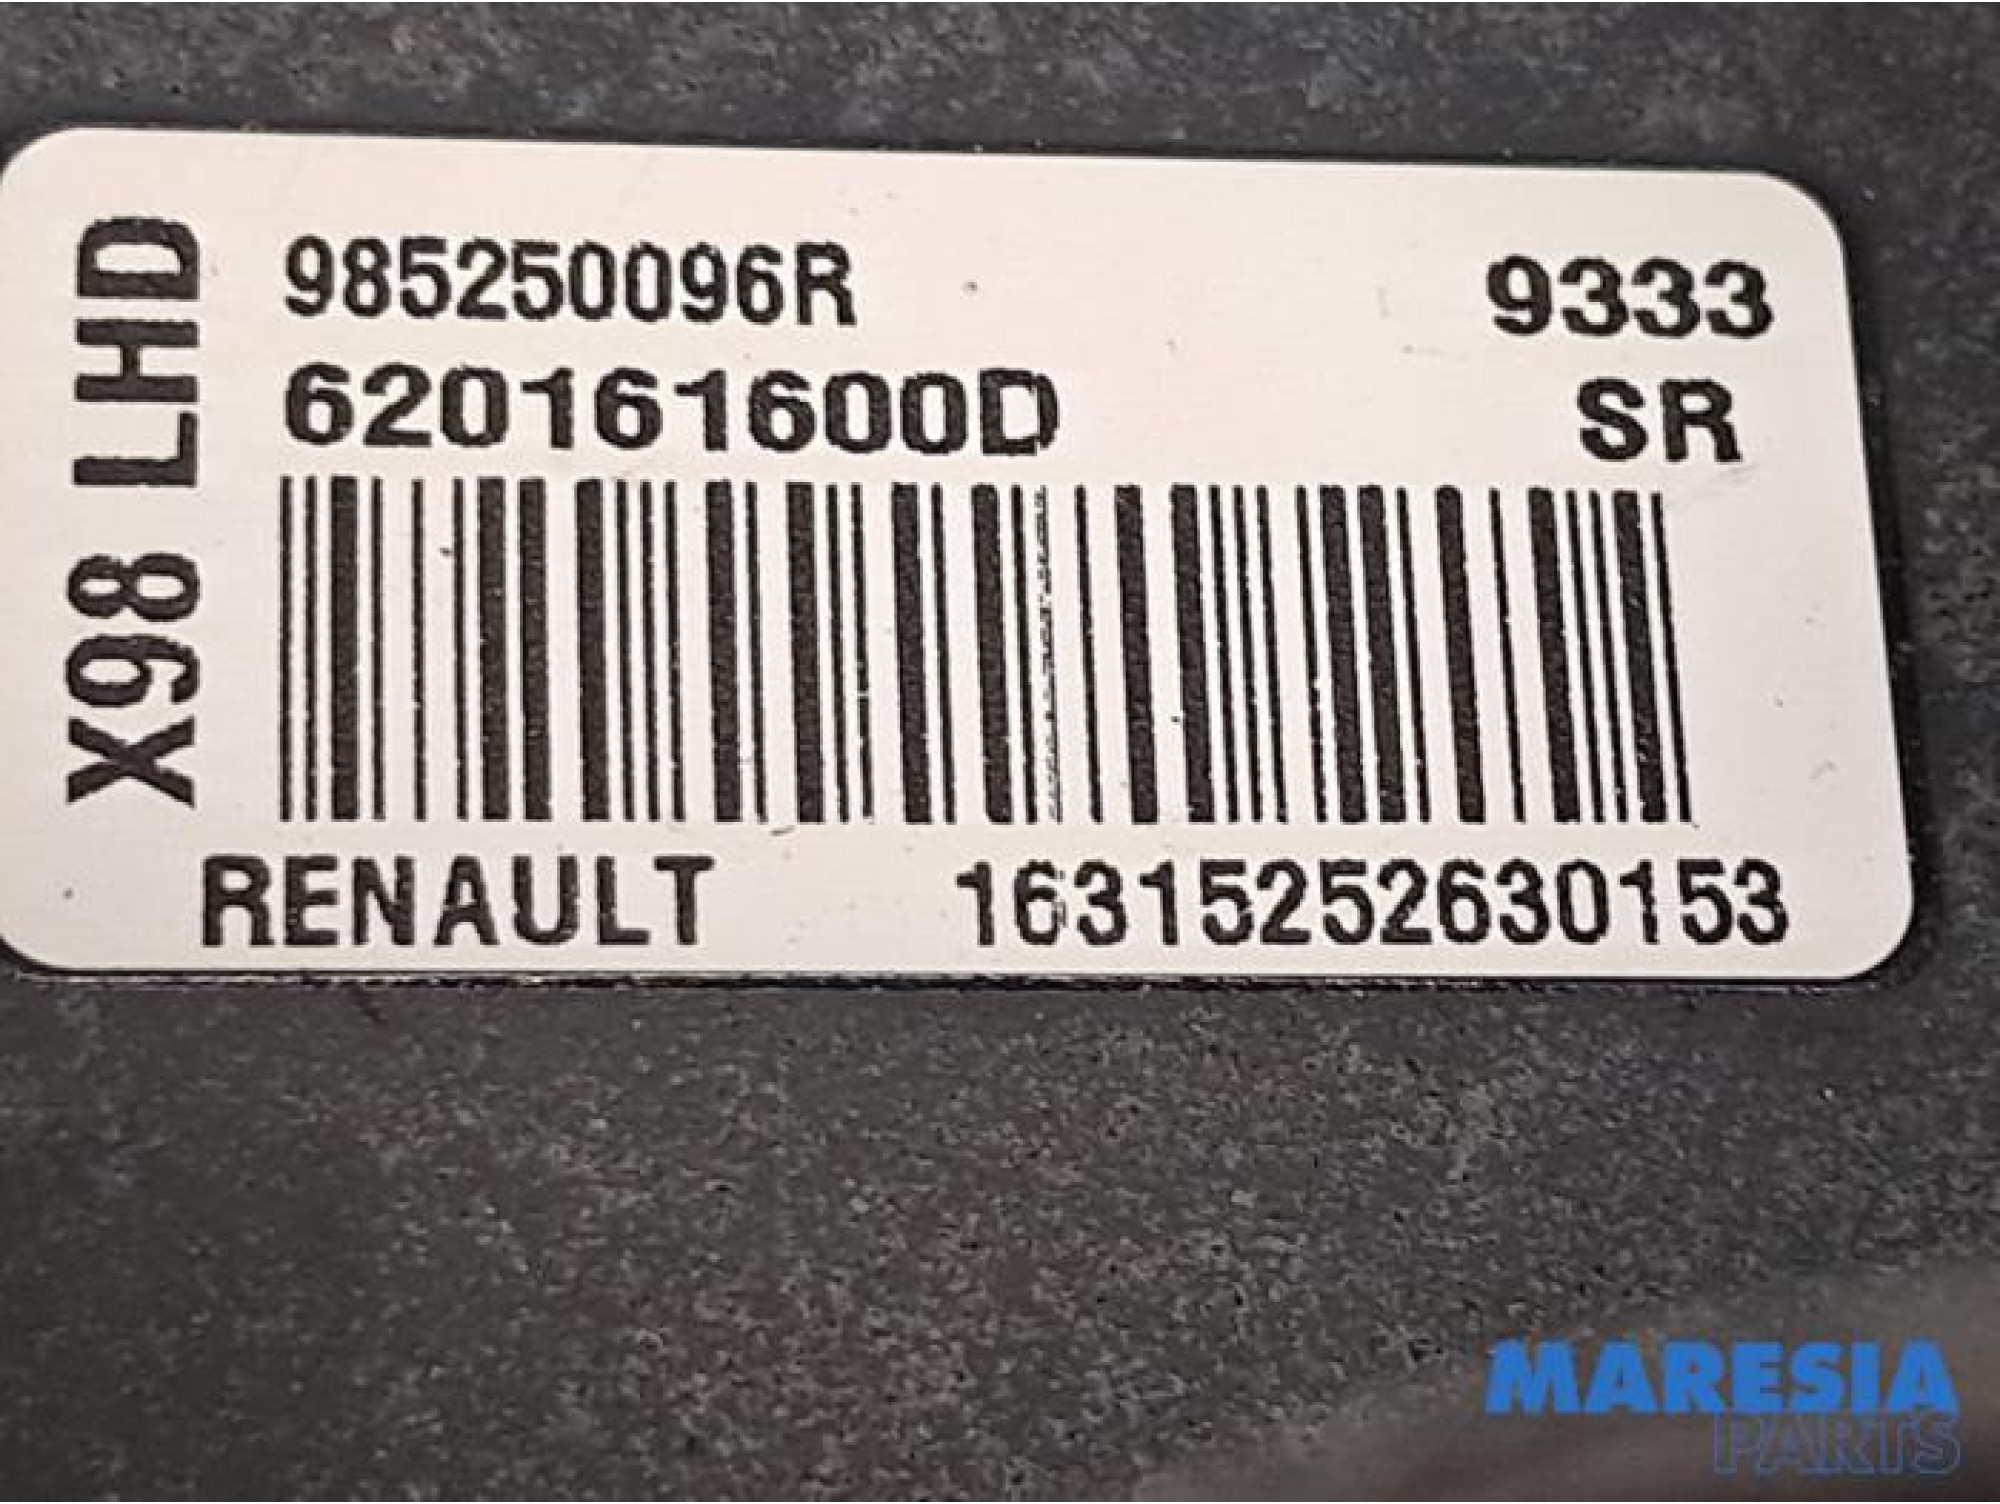 X98 LHD
985250096R 9333
620161600D SR
RENAULT 16315252630153
MARESIA
PARTS